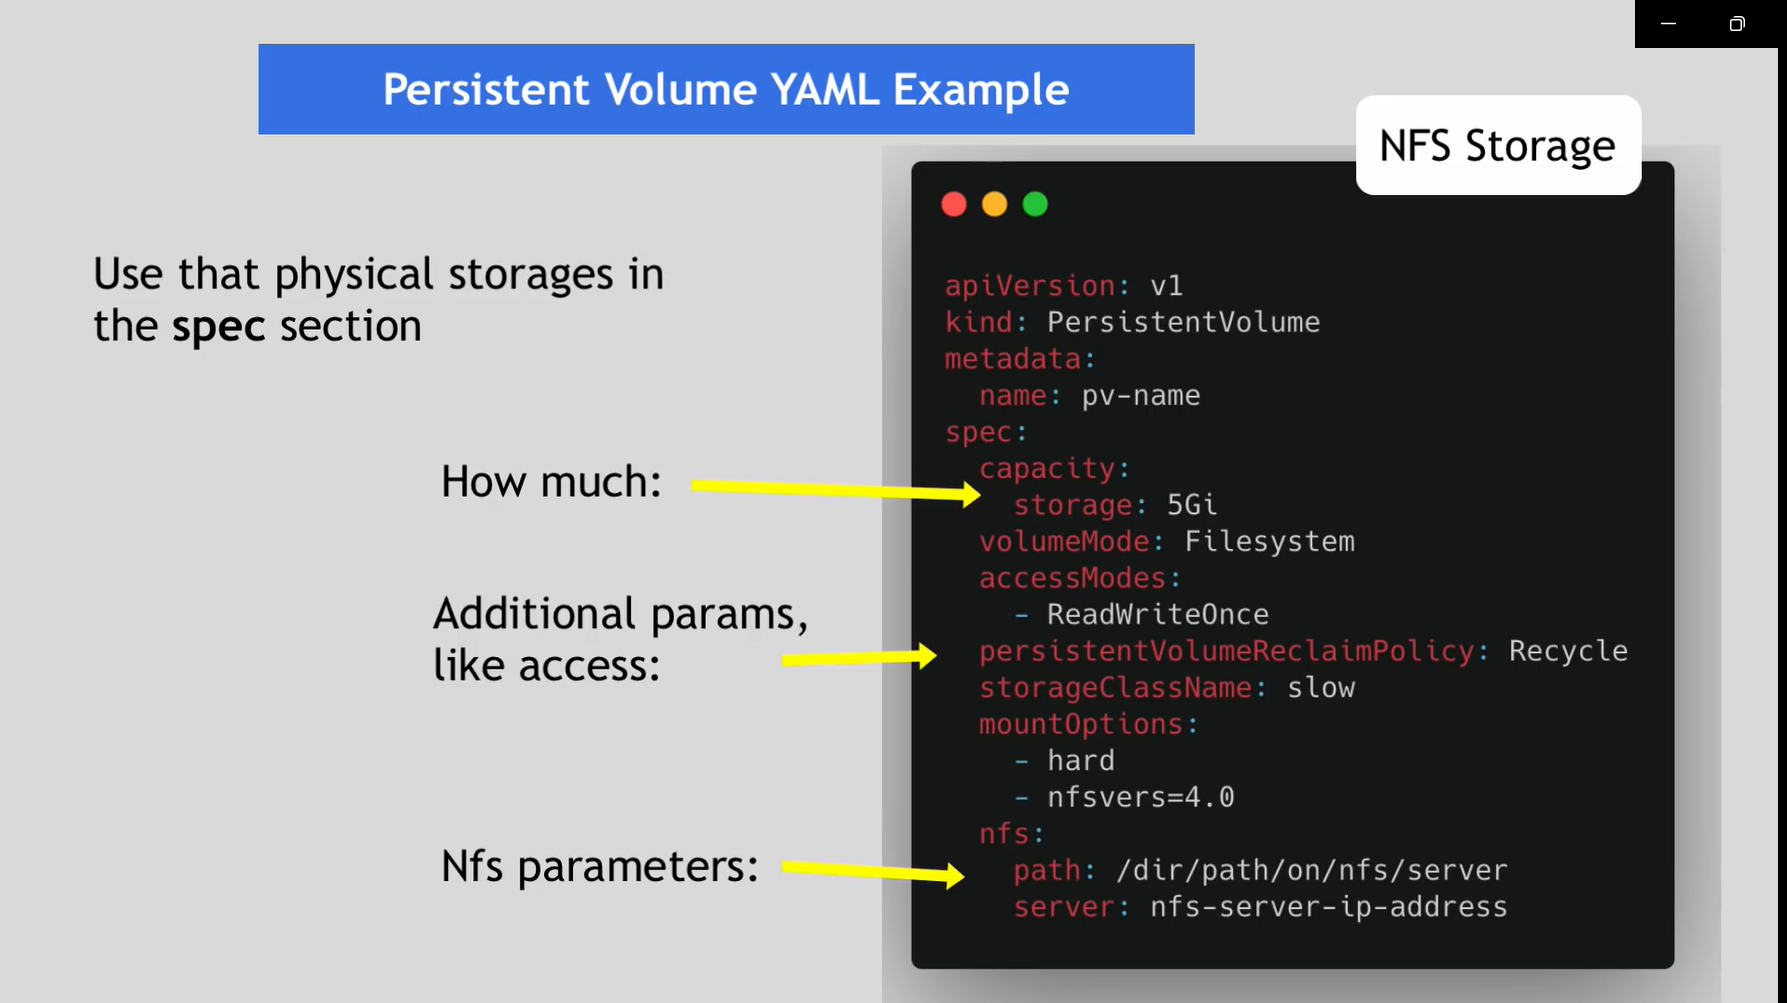 Persistent Volume YAML Example
NFS Storage
Use that physical storages in
the spec section
How much:
Additional params,
like access:
Nfs parameters:
apiVersion: v1
kind: PersistentVolume
metadata:
  name: pv-name
spec:
  capacity:
    storage: 5Gi
  volumeMode: Filesystem
  accessModes:
    - ReadWriteOnce
  persistentVolumeReclaimPolicy: Recycle
  storageClassName: slow
  mountOptions:
    - hard
    - nfsvers=4.0
  nfs:
    path: /dir/path/on/nfs/server
    server: nfs-server-ip-address